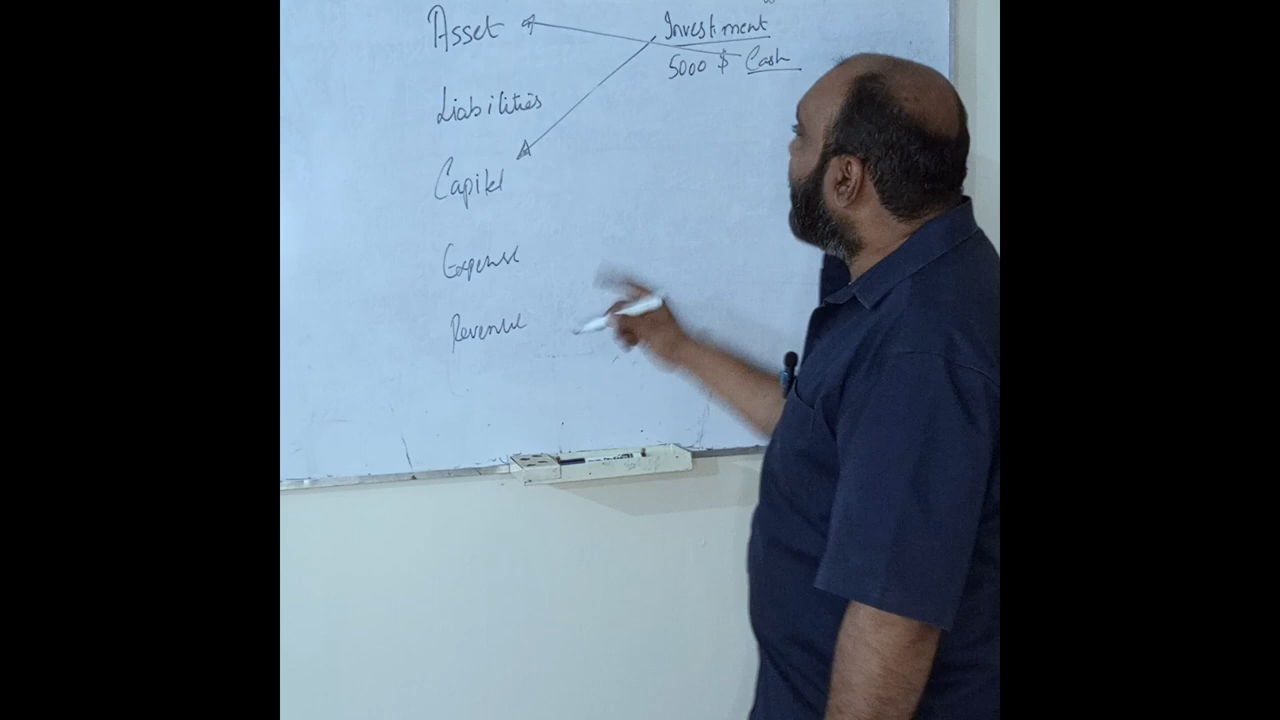 Asset
Investment
5000 $ Cash
Liabilities
Capital
Expense
Revenue